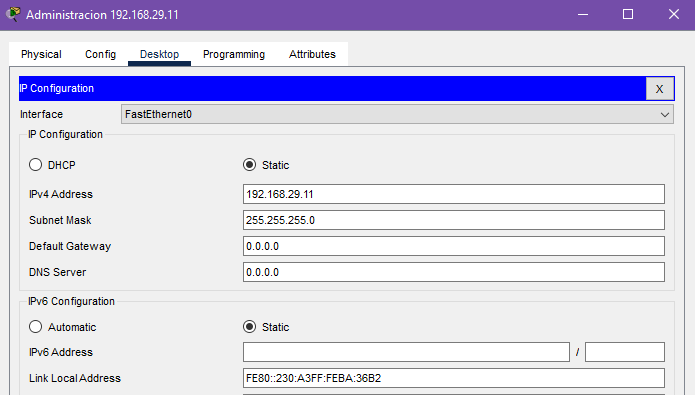 Administracion 192.168.29.11
Physical Config Desktop Programming Attributes
IP Configuration X
Interface FastEthernet0
IP Configuration
DHCP Static
IPv4 Address 192.168.29.11
Subnet Mask 255.255.255.0
Default Gateway 0.0.0.0
DNS Server 0.0.0.0
IPv6 Configuration
Automatic Static
IPv6 Address /
Link Local Address FE80::230:A3FF:FEBA:36B2